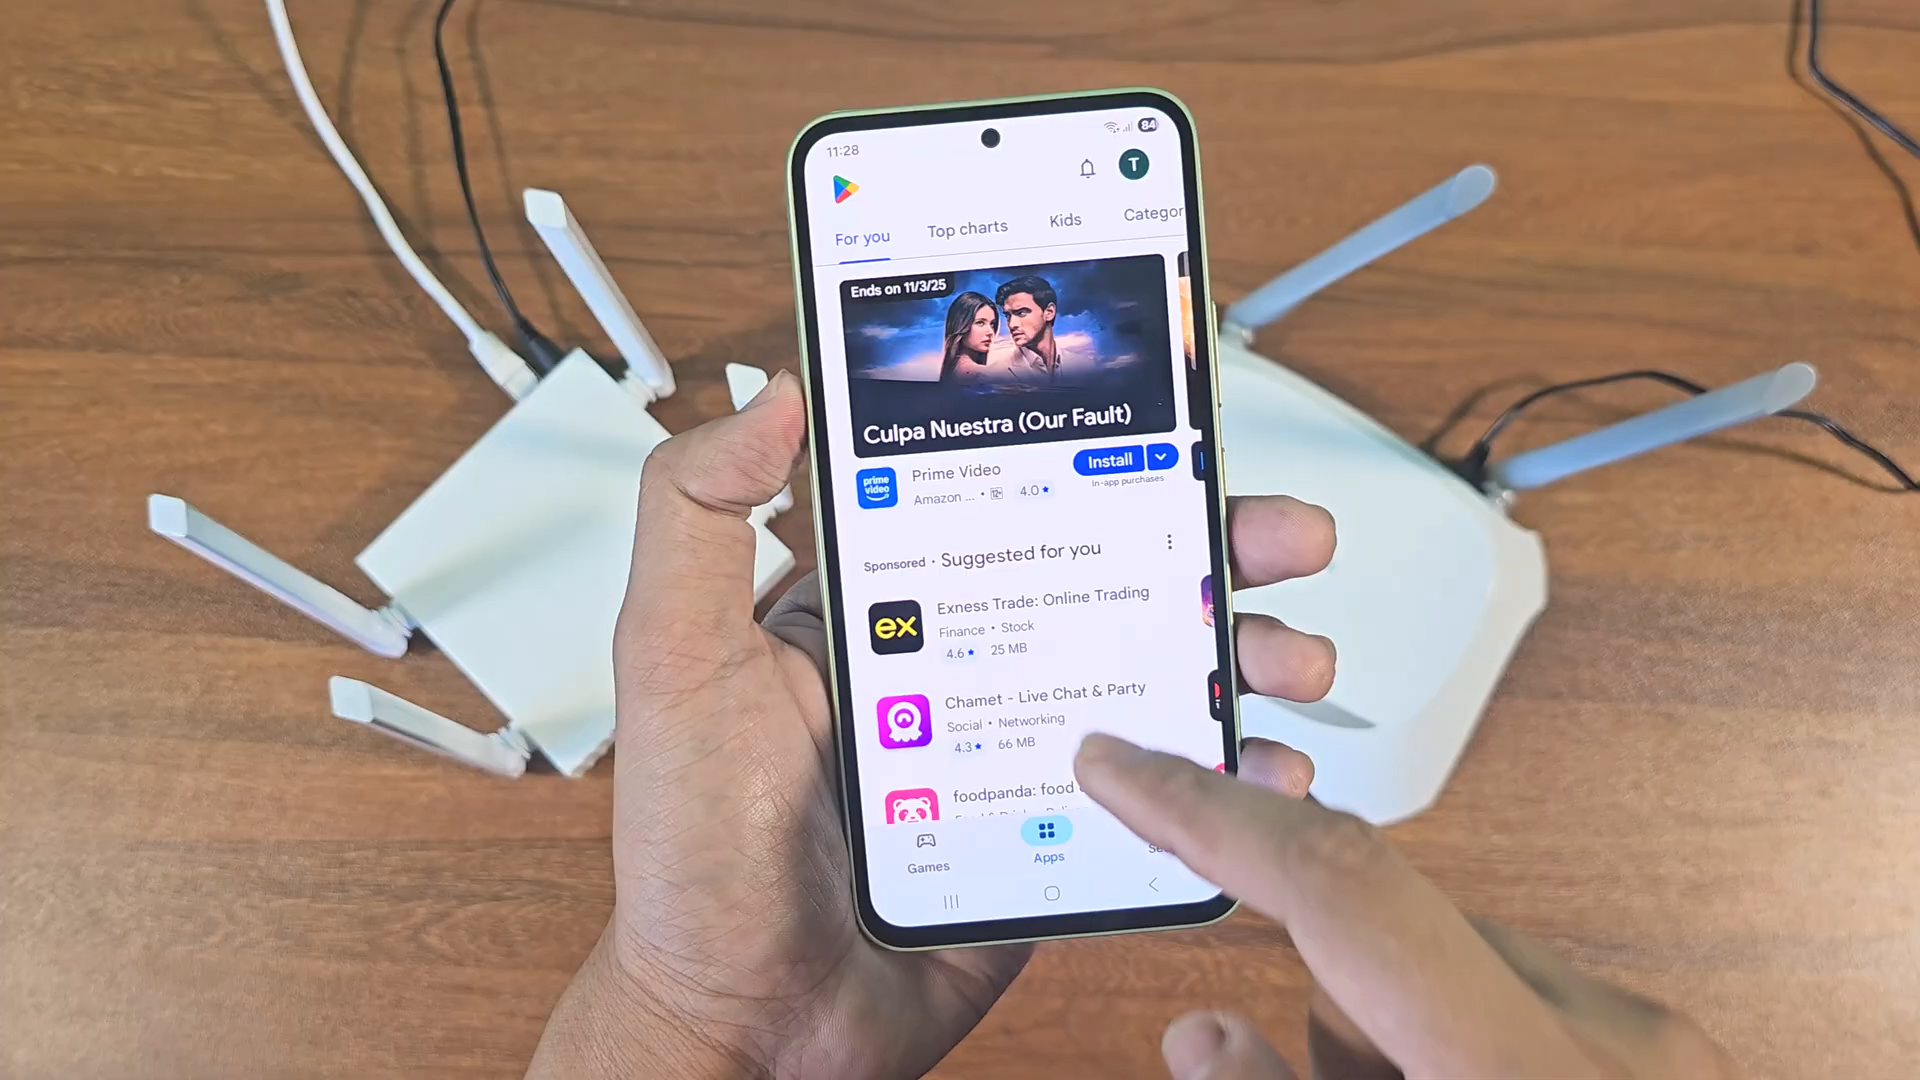 11:28
84
T
For you
Top charts
Kids
Categor
Ends on 11/3/25
Culpa Nuestra (Our Fault)
prime video
Prime Video
Install
Amazon ... • 12+ 4.0★
In-app purchases
Sponsored • Suggested for you
ex
Exness Trade: Online Trading
Finance • Stock
4.6★ 25 MB
Chamet - Live Chat & Party
Social • Networking
4.3★ 66 MB
foodpanda: food
Games
Apps